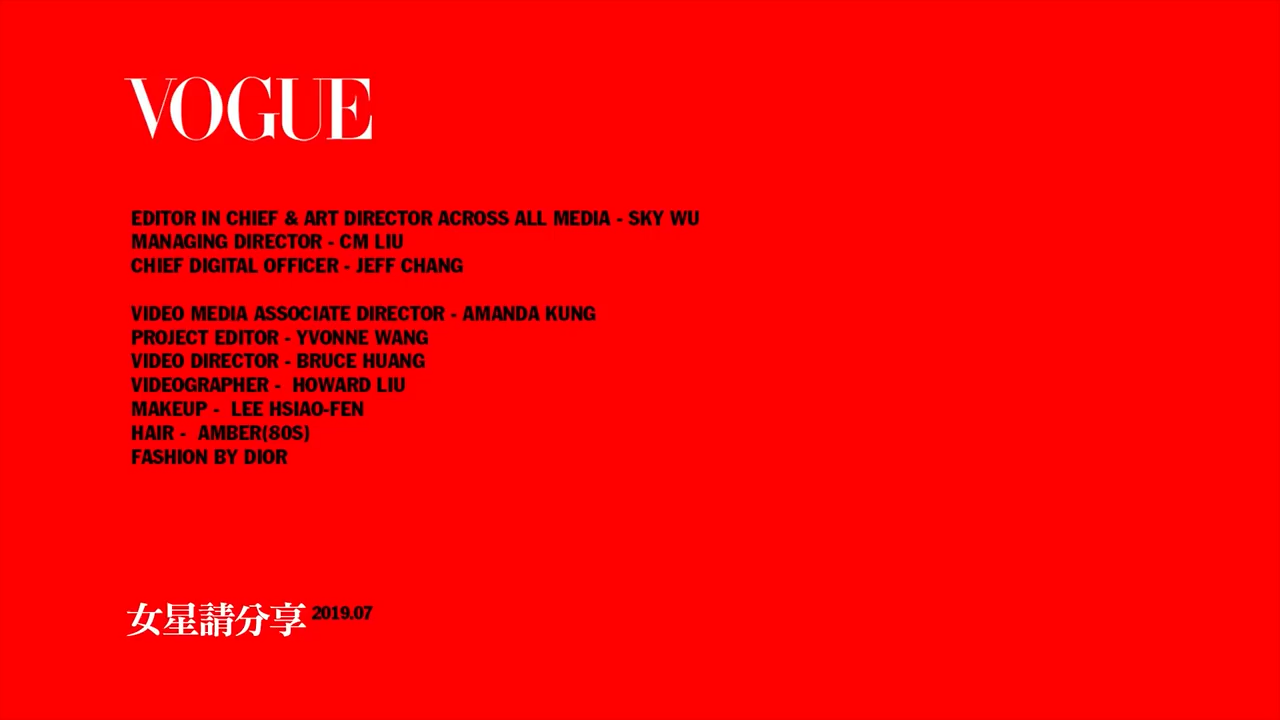 VOGUE
EDITOR IN CHIEF & ART DIRECTOR ACROSS ALL MEDIA - SKY WU
MANAGING DIRECTOR - CM LIU
CHIEF DIGITAL OFFICER - JEFF CHANG
VIDEO MEDIA ASSOCIATE DIRECTOR - AMANDA KUNG
PROJECT EDITOR - YVONNE WANG
VIDEO DIRECTOR - BRUCE HUANG
VIDEOGRAPHER -  HOWARD LIU
MAKEUP -  LEE HSIAO-FEN
HAIR -  AMBER(80S)
FASHION BY DIOR
女星請分享 2019.07